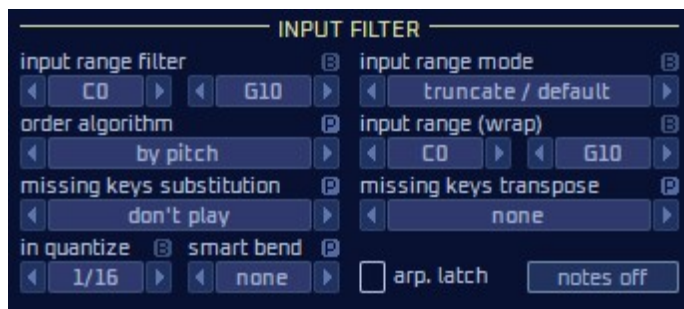 INPUT FILTER
input range filter B input range mode B
C0 G10 truncate / default
order algorithm P input range (wrap) B
by pitch C0 G10
missing keys substitution P missing keys transpose P
don't play none
in quantize B smart bend P
1/16 none arp. latch notes off